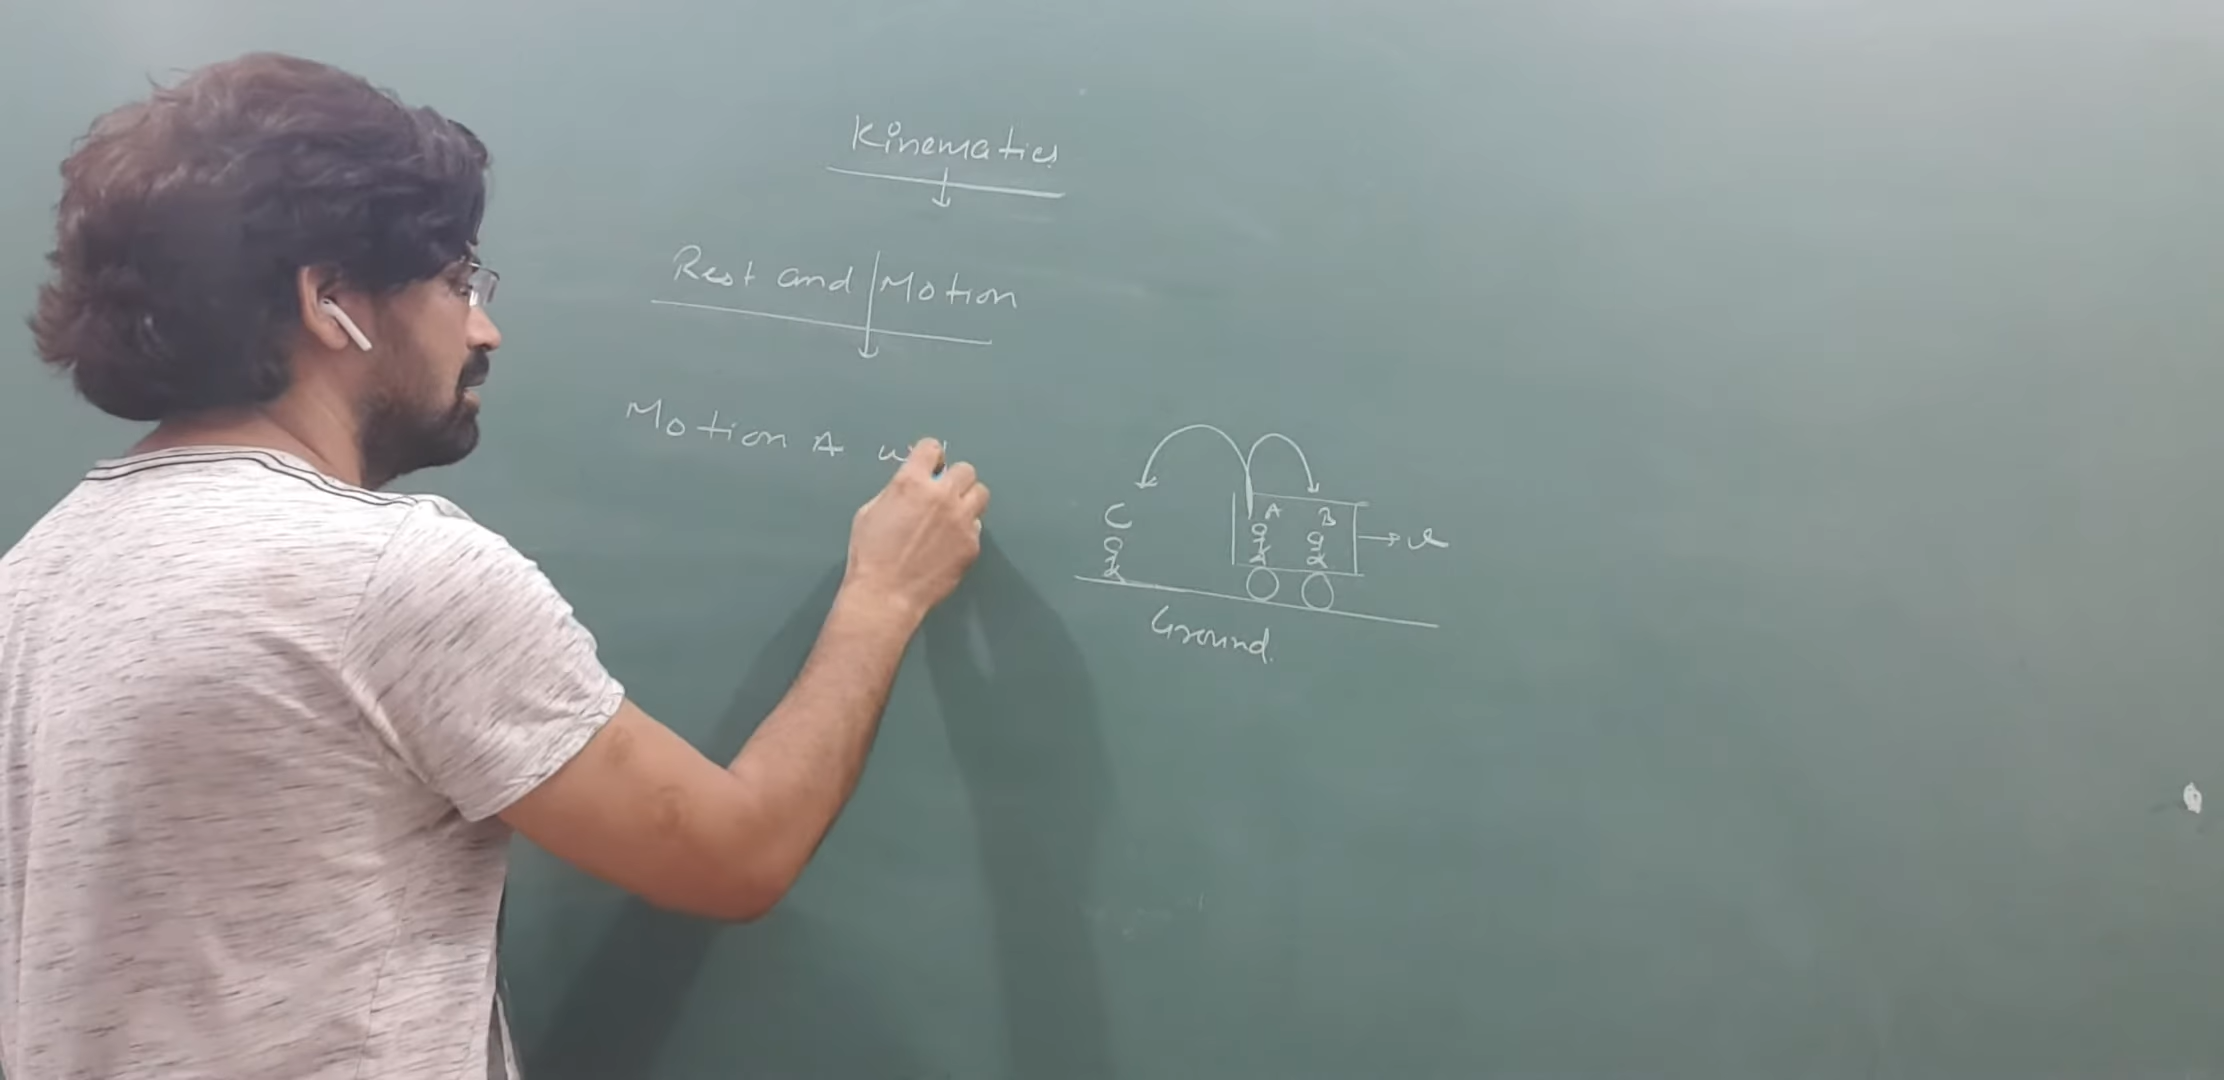 Kinematics
Rest and Motion
Motion A
C
A B
v
Ground.